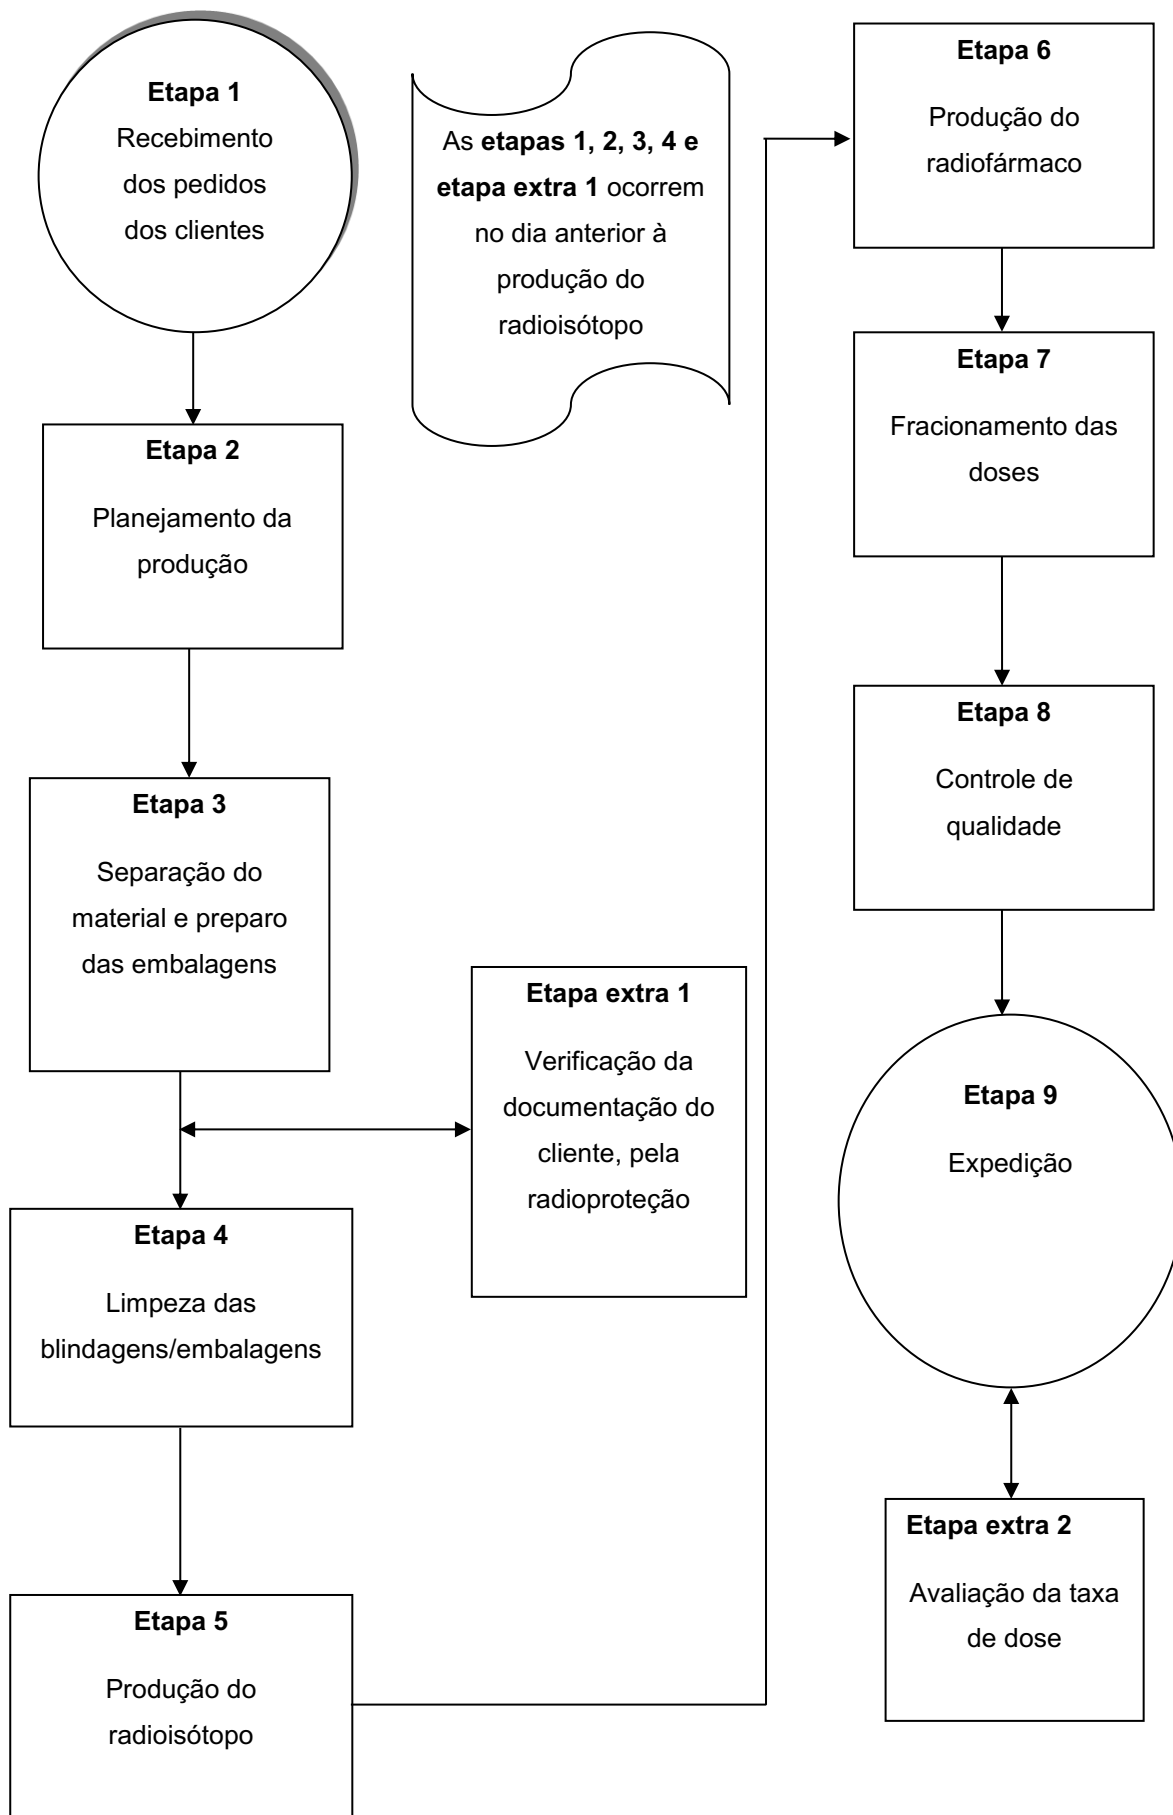 Etapa 1
Recebimento
dos pedidos
dos clientes
As etapas 1, 2, 3, 4 e
etapa extra 1 ocorrem
no dia anterior à
produção do
radioisótopo
Etapa 2
Planejamento da
produção
Etapa 3
Separação do
material e preparo
das embalagens
Etapa extra 1
Verificação da
documentação do
cliente, pela
radioproteção
Etapa 4
Limpeza das
blindagens/embalagens
Etapa 5
Produção do
radioisótopo
Etapa 6
Produção do
radiofármaco
Etapa 7
Fracionamento das
doses
Etapa 8
Controle de
qualidade
Etapa 9
Expedição
Etapa extra 2
Avaliação da taxa
de dose